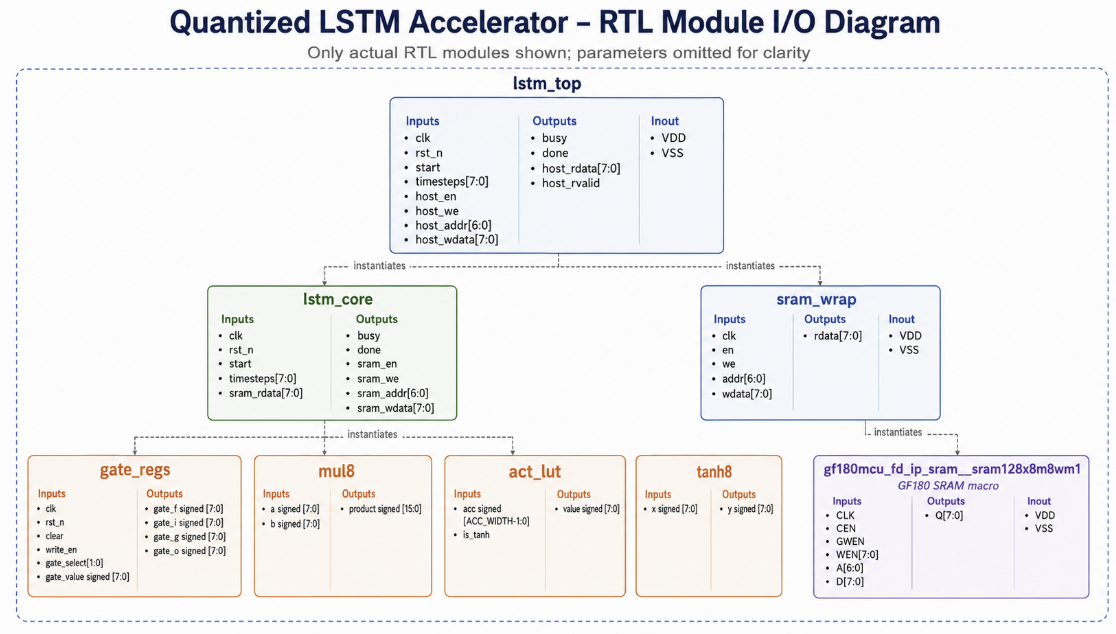 Quantized LSTM Accelerator – RTL Module I/O Diagram
Only actual RTL modules shown; parameters omitted for clarity
lstm_top
Inputs
• clk
• rst_n
• start
• timesteps[7:0]
• host_en
• host_we
• host_addr[6:0]
• host_wdata[7:0]
Outputs
• busy
• done
• host_rdata[7:0]
• host_rvalid
Inout
• VDD
• VSS
instantiates
instantiates
lstm_core
Inputs
• clk
• rst_n
• start
• timesteps[7:0]
• sram_rdata[7:0]
Outputs
• busy
• done
• sram_en
• sram_we
• sram_addr[6:0]
• sram_wdata[7:0]
sram_wrap
Inputs
• clk
• en
• we
• addr[6:0]
• wdata[7:0]
Outputs
• rdata[7:0]
Inout
• VDD
• VSS
instantiates
instantiates
gate_regs
Inputs
• clk
• rst_n
• clear
• write_en
• gate_select[1:0]
• gate_value signed [7:0]
Outputs
• gate_f signed [7:0]
• gate_i signed [7:0]
• gate_g signed [7:0]
• gate_o signed [7:0]
mul8
Inputs
• a signed [7:0]
• b signed [7:0]
Outputs
• product signed [15:0]
act_lut
Inputs
• acc signed
[ACC_WIDTH-1:0]
• is_tanh
Outputs
• value signed [7:0]
tanh8
Inputs
• x signed [7:0]
Outputs
• y signed [7:0]
gf180mcu_fd_ip_sram__sram128x8m8wm1
GF180 SRAM macro
Inputs
• CLK
• CEN
• GWEN
• WEN[7:0]
• A[6:0]
• D[7:0]
Outputs
• Q[7:0]
Inout
• VDD
• VSS